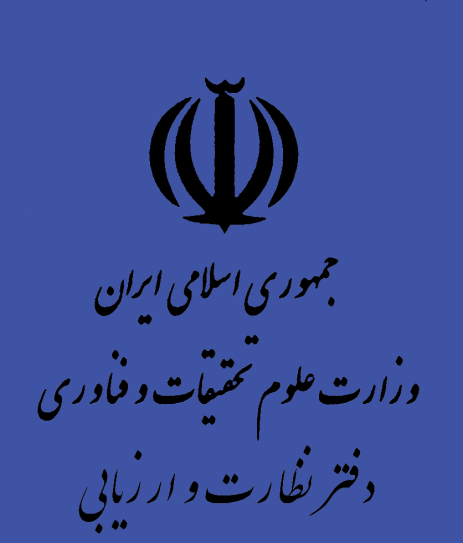 جمهوری اسلامی ایران
وزارت علوم تحقیقات و فناوری
دفتر نظارت و ارزیابی